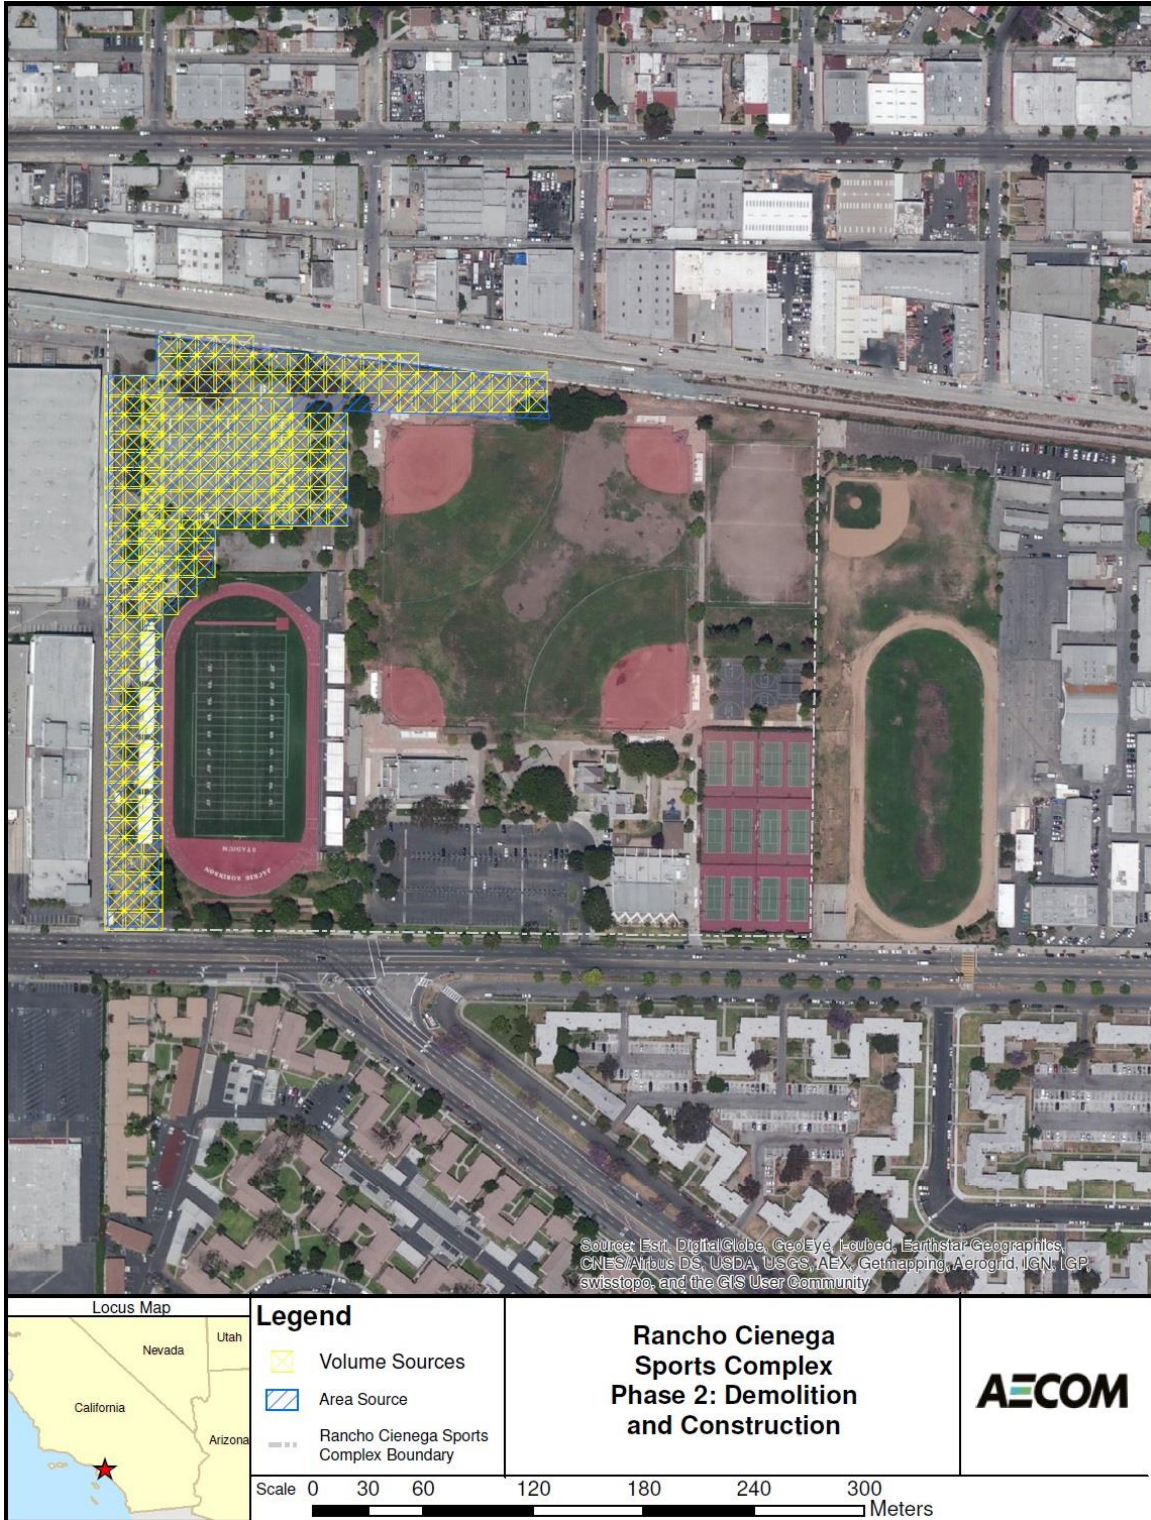 JACKIE ROBINSON
STADIUM
Source: Esri, DigitalGlobe, GeoEye, i-cubed, Earthstar Geographics,
CNES/Airbus DS, USDA, USGS, AEX, Getmapping, Aerogrid, IGN, IGP,
swisstopo, and the GIS User Community
Locus Map
Nevada
Utah
California
Arizona
Legend
Volume Sources
Area Source
Rancho Cienega Sports
Complex Boundary
Rancho Cienega
Sports Complex
Phase 2: Demolition
and Construction
AECOM
Scale 0 30 60 120 180 240 300
Meters